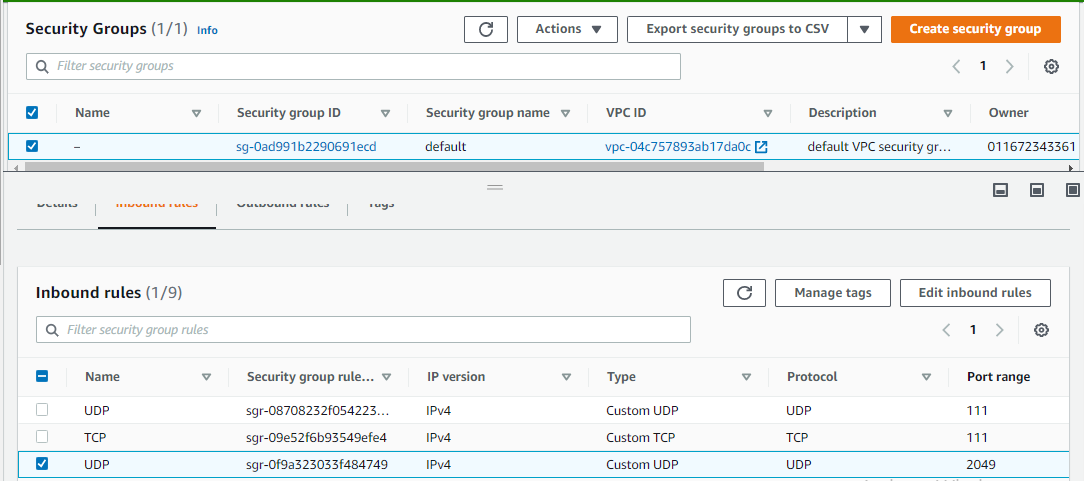 Security Groups (1/1) Info Actions Export security groups to CSV Create security group
Filter security groups 1
Name Security group ID Security group name VPC ID Description Owner
– sg-0ad991b2290691ecd default vpc-04c757893ab17da0c default VPC security gr... 011672343361
Details Inbound rules Outbound rules Tags
Inbound rules (1/9) Manage tags Edit inbound rules
Filter security group rules 1
Name Security group rule... IP version Type Protocol Port range
UDP sgr-08708232f054223... IPv4 Custom UDP UDP 111
TCP sgr-09e52f6b93549efe4 IPv4 Custom TCP TCP 111
UDP sgr-0f9a323033f484749 IPv4 Custom UDP UDP 2049